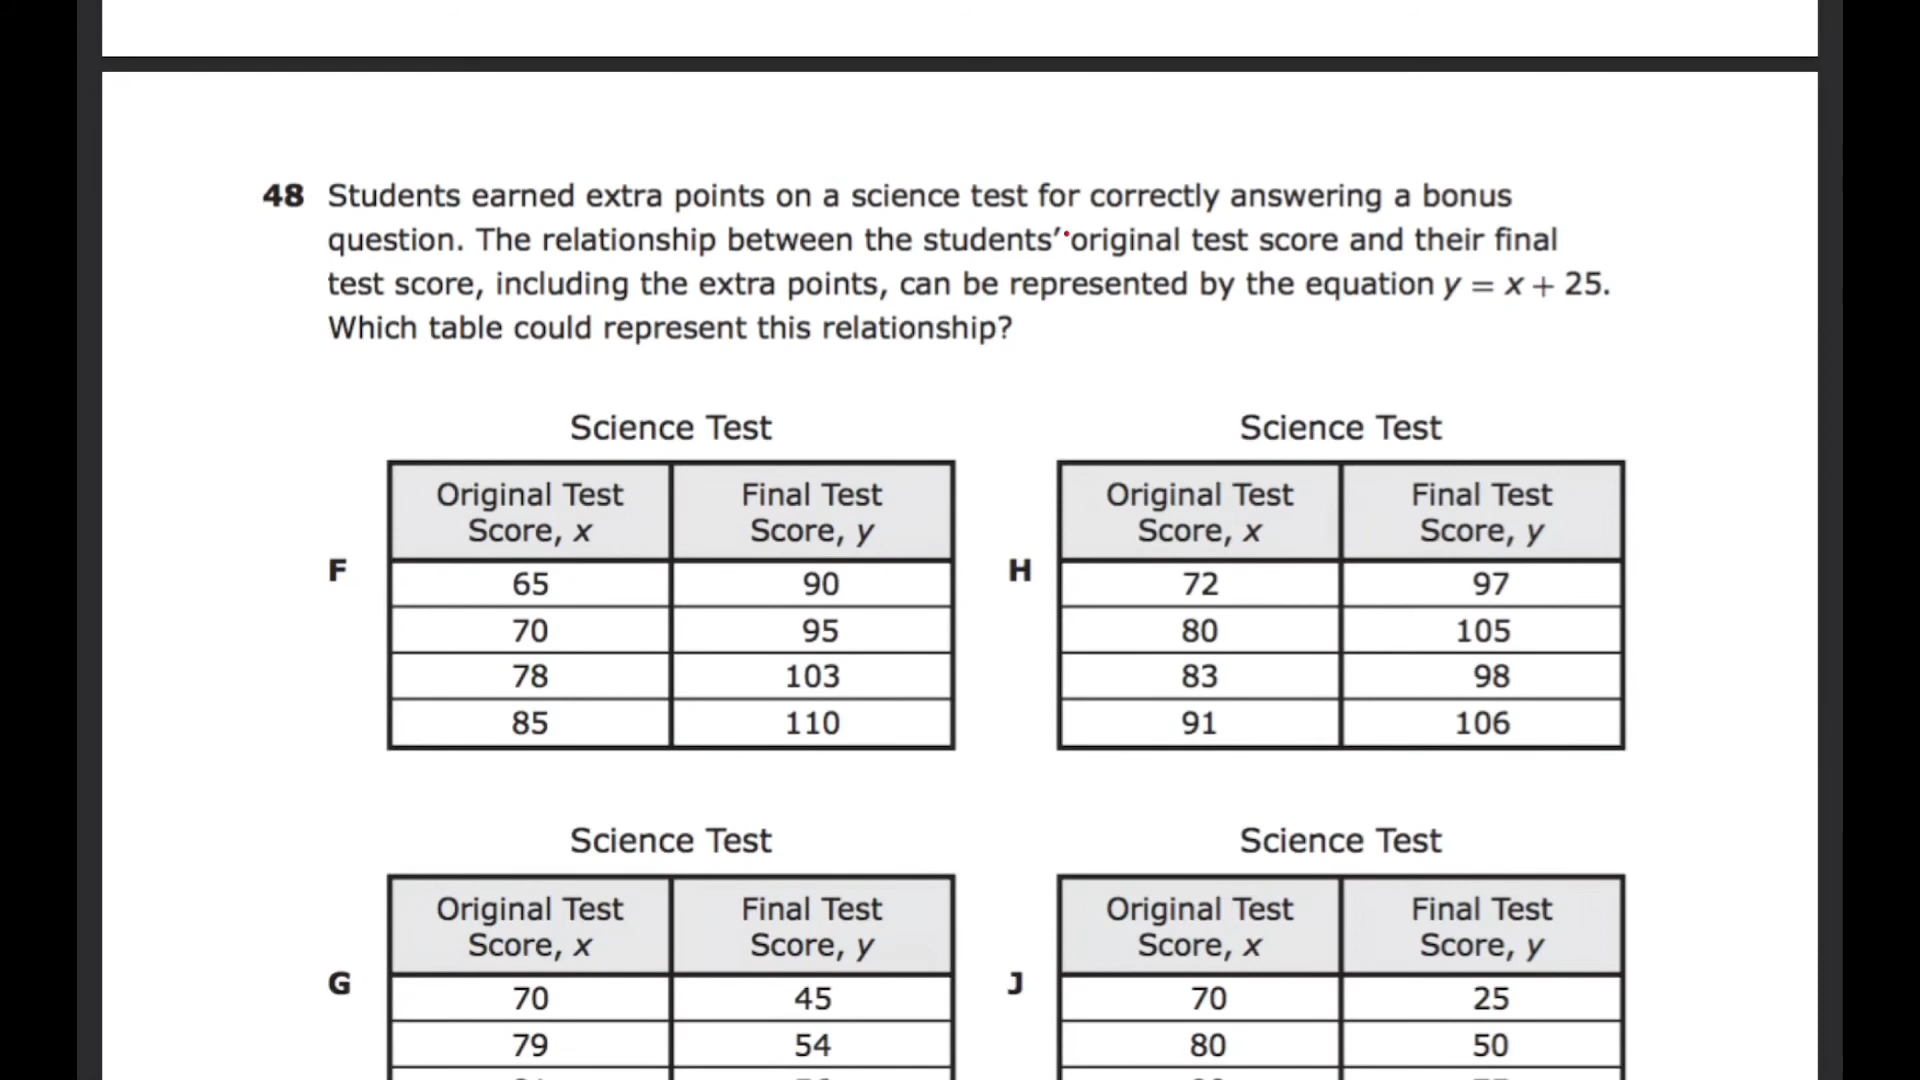 48 Students earned extra points on a science test for correctly answering a bonus
question. The relationship between the students’ original test score and their final
test score, including the extra points, can be represented by the equation y = x + 25.
Which table could represent this relationship?
Science Test
Original Test Score, x Final Test Score, y
F
65 90
70 95
78 103
85 110
Science Test
Original Test Score, x Final Test Score, y
H
72 97
80 105
83 98
91 106
Science Test
Original Test Score, x Final Test Score, y
G
70 45
79 54
Science Test
Original Test Score, x Final Test Score, y
J
70 25
80 50